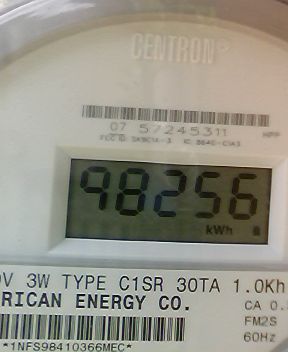 CENTRON®
07 57245311
HPP
98256
kWh
V 3W TYPE C1SR 30TA 1.0Kh
RICAN ENERGY CO.
CA 0.
FM2S
60Hz
*1NFS98410366MEC*